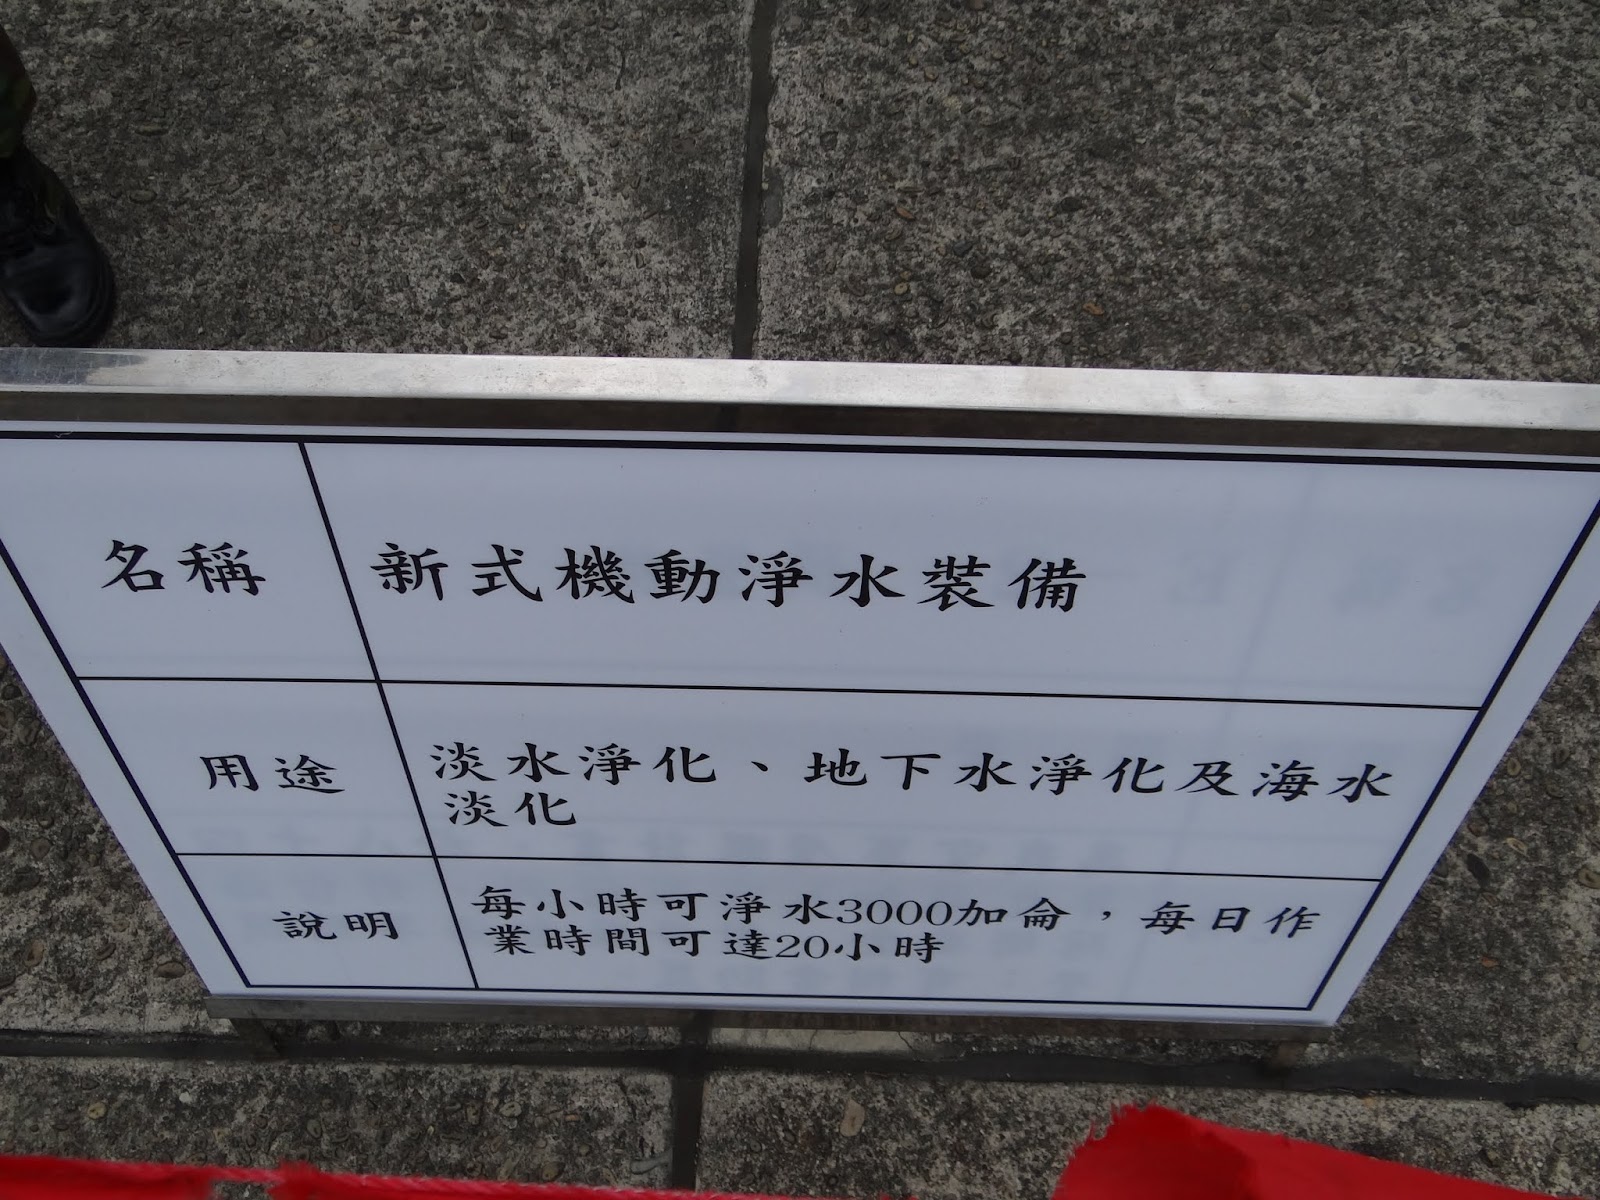 名稱 新式機動淨水裝備
用途 淡水淨化、地下水淨化及海水
淡化
說明 每小時可淨水3000加侖，每日作
業時間可達20小時